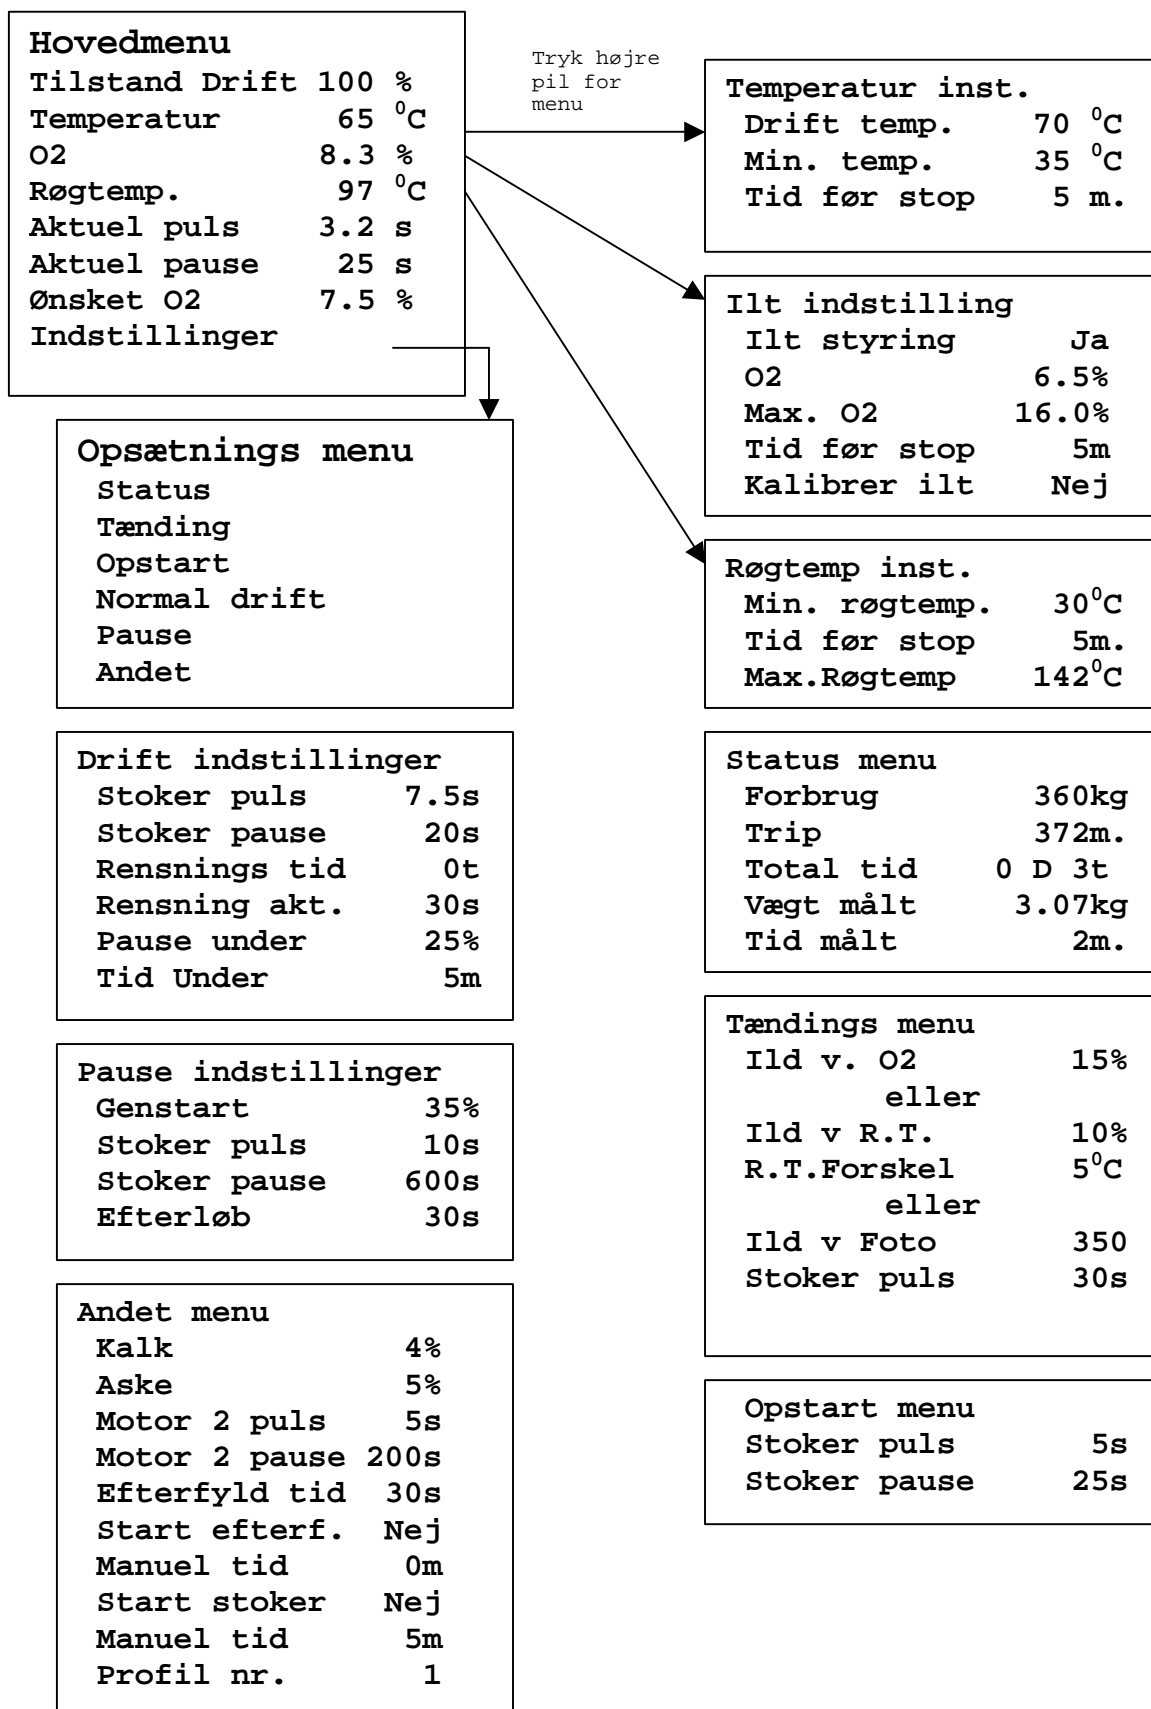 Hovedmenu
Tilstand Drift 100 %
Temperatur 65 ⁰C
O2 8.3 %
Røgtemp. 97 ⁰C
Aktuel puls 3.2 s
Aktuel pause 25 s
Ønsket O2 7.5 %
Indstillinger
Tryk højre
pil for
menu
Temperatur inst.
Drift temp. 70 ⁰C
Min. temp. 35 ⁰C
Tid før stop 5 m.
Ilt indstilling
Ilt styring Ja
O2 6.5%
Max. O2 16.0%
Tid før stop 5m
Kalibrer ilt Nej
Røgtemp inst.
Min. røgtemp. 30⁰C
Tid før stop 5m.
Max.Røgtemp 142⁰C
Opsætnings menu
Status
Tænding
Opstart
Normal drift
Pause
Andet
Drift indstillinger
Stoker puls 7.5s
Stoker pause 20s
Rensnings tid 0t
Rensning akt. 30s
Pause under 25%
Tid Under 5m
Status menu
Forbrug 360kg
Trip 372m.
Total tid 0 D 3t
Vægt målt 3.07kg
Tid målt 2m.
Pause indstillinger
Genstart 35%
Stoker puls 10s
Stoker pause 600s
Efterløb 30s
Tændings menu
Ild v. O2 15%
eller
Ild v R.T. 10%
R.T.Forskel 5⁰C
eller
Ild v Foto 350
Stoker puls 30s
Andet menu
Kalk 4%
Aske 5%
Motor 2 puls 5s
Motor 2 pause 200s
Efterfyld tid 30s
Start efterf. Nej
Manuel tid 0m
Start stoker Nej
Manuel tid 5m
Profil nr. 1
Opstart menu
Stoker puls 5s
Stoker pause 25s